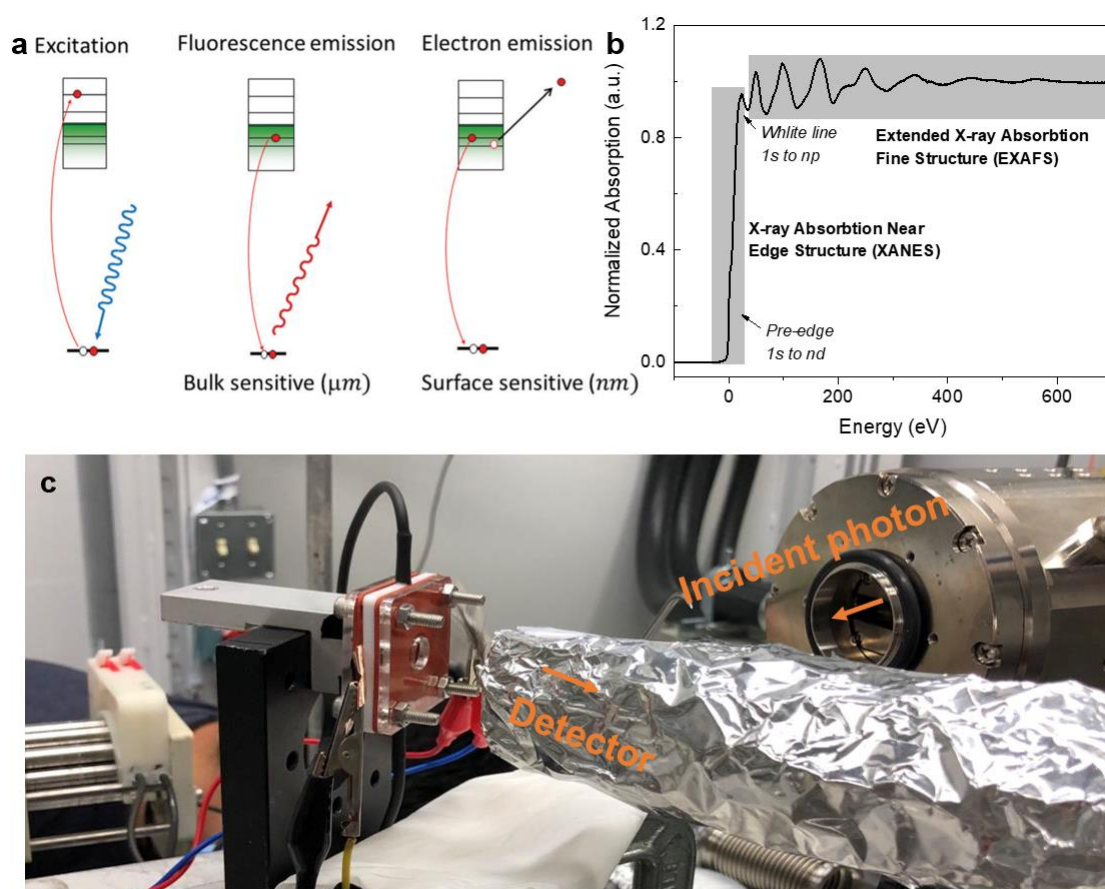 a
Excitation
Fluorescence emission
Electron emission
Bulk sensitive (μm)
Surface sensitive (nm)
b
Normalized Absorption (a.u.)
1.2
0.8
0.4
0.0
White line
1s to np
Extended X-ray Absorbtion
Fine Structure (EXAFS)
X-ray Absorbtion Near
Edge Structure (XANES)
Pre-edge
1s to nd
0
200
400
600
Energy (eV)
c
Incident photon
Detector